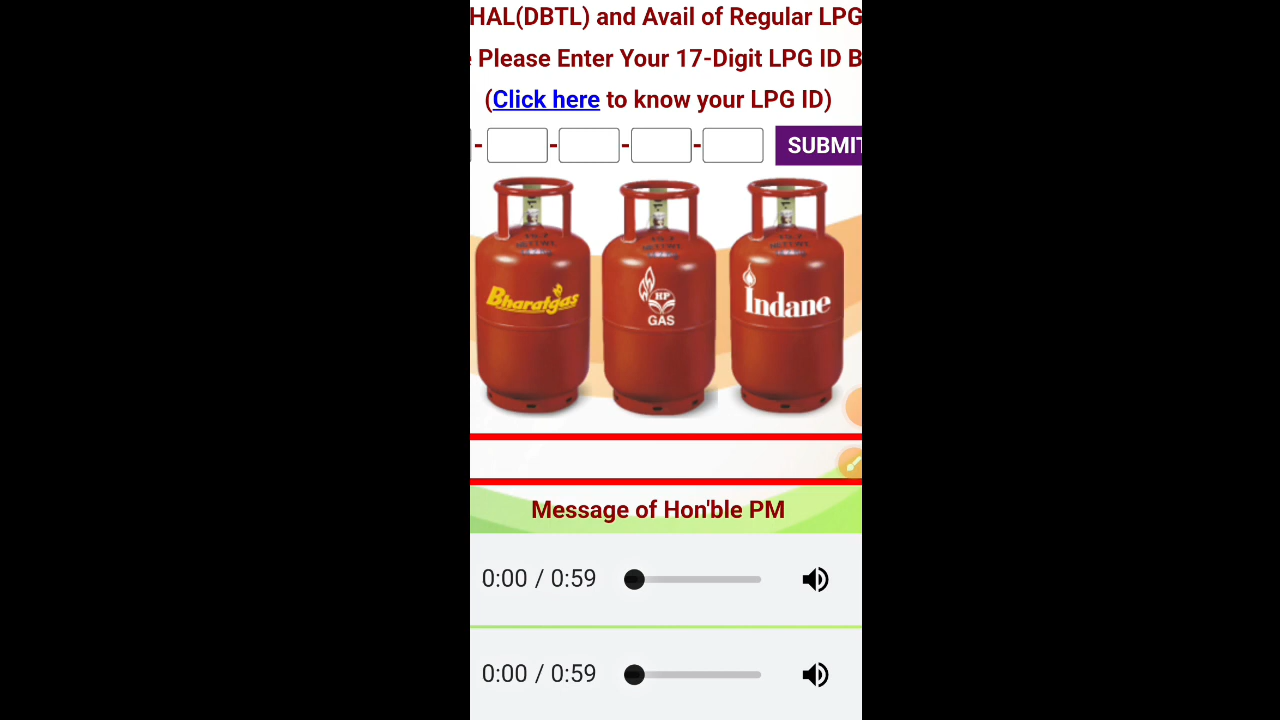 HAL(DBTL) and Avail of Regular LPG
Please Enter Your 17-Digit LPG ID B
(Click here to know your LPG ID)
- - - - SUBMIT
Bharatgas
HP
GAS
Indane
Message of Hon'ble PM
0:00 / 0:59
0:00 / 0:59